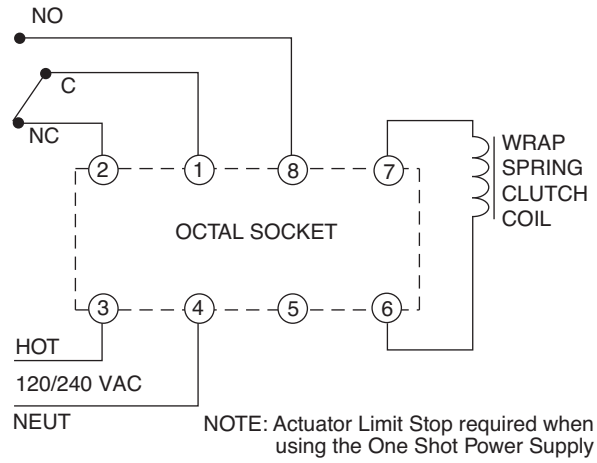 NO
C
NC
2 1 8 7
WRAP
SPRING
CLUTCH
COIL
OCTAL SOCKET
3 4 5 6
HOT
120/240 VAC
NEUT
NOTE: Actuator Limit Stop required when
using the One Shot Power Supply